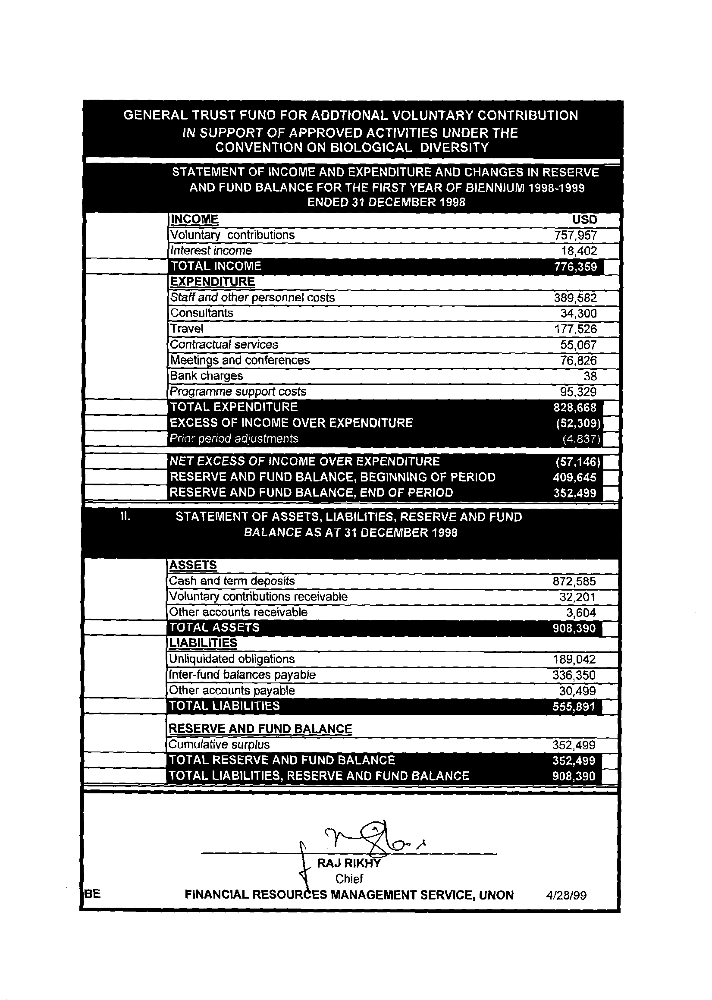 GENERAL TRUST FUND FOR ADDTIONAL VOLUNTARY CONTRIBUTION
IN SUPPORT OF APPROVED ACTIVITIES UNDER THE
CONVENTION ON BIOLOGICAL DIVERSITY
STATEMENT OF INCOME AND EXPENDITURE AND CHANGES IN RESERVE
AND FUND BALANCE FOR THE FIRST YEAR OF BIENNIUM 1998-1999
ENDED 31 DECEMBER 1998
INCOME USD
Voluntary contributions 757,957
Interest income 18,402
TOTAL INCOME 776,359
EXPENDITURE
Staff and other personnel costs 389,582
Consultants 34,300
Travel 177,526
Contractual services 55,067
Meetings and conferences 76,826
Bank charges 38
Programme support costs 95,329
TOTAL EXPENDITURE 828,668
EXCESS OF INCOME OVER EXPENDITURE (52,309)
Prior period adjustments (4,837)
NET EXCESS OF INCOME OVER EXPENDITURE (57,146)
RESERVE AND FUND BALANCE, BEGINNING OF PERIOD 409,645
RESERVE AND FUND BALANCE, END OF PERIOD 352,499
II. STATEMENT OF ASSETS, LIABILITIES, RESERVE AND FUND
BALANCE AS AT 31 DECEMBER 1998
ASSETS
Cash and term deposits 872,585
Voluntary contributions receivable 32,201
Other accounts receivable 3,604
TOTAL ASSETS 908,390
LIABILITIES
Unliquidated obligations 189,042
Inter-fund balances payable 336,350
Other accounts payable 30,499
TOTAL LIABILITIES 555,891
RESERVE AND FUND BALANCE
Cumulative surplus 352,499
TOTAL RESERVE AND FUND BALANCE 352,499
TOTAL LIABILITIES, RESERVE AND FUND BALANCE 908,390
RAJ RIKHY
Chief
BE FINANCIAL RESOURCES MANAGEMENT SERVICE, UNON 4/28/99